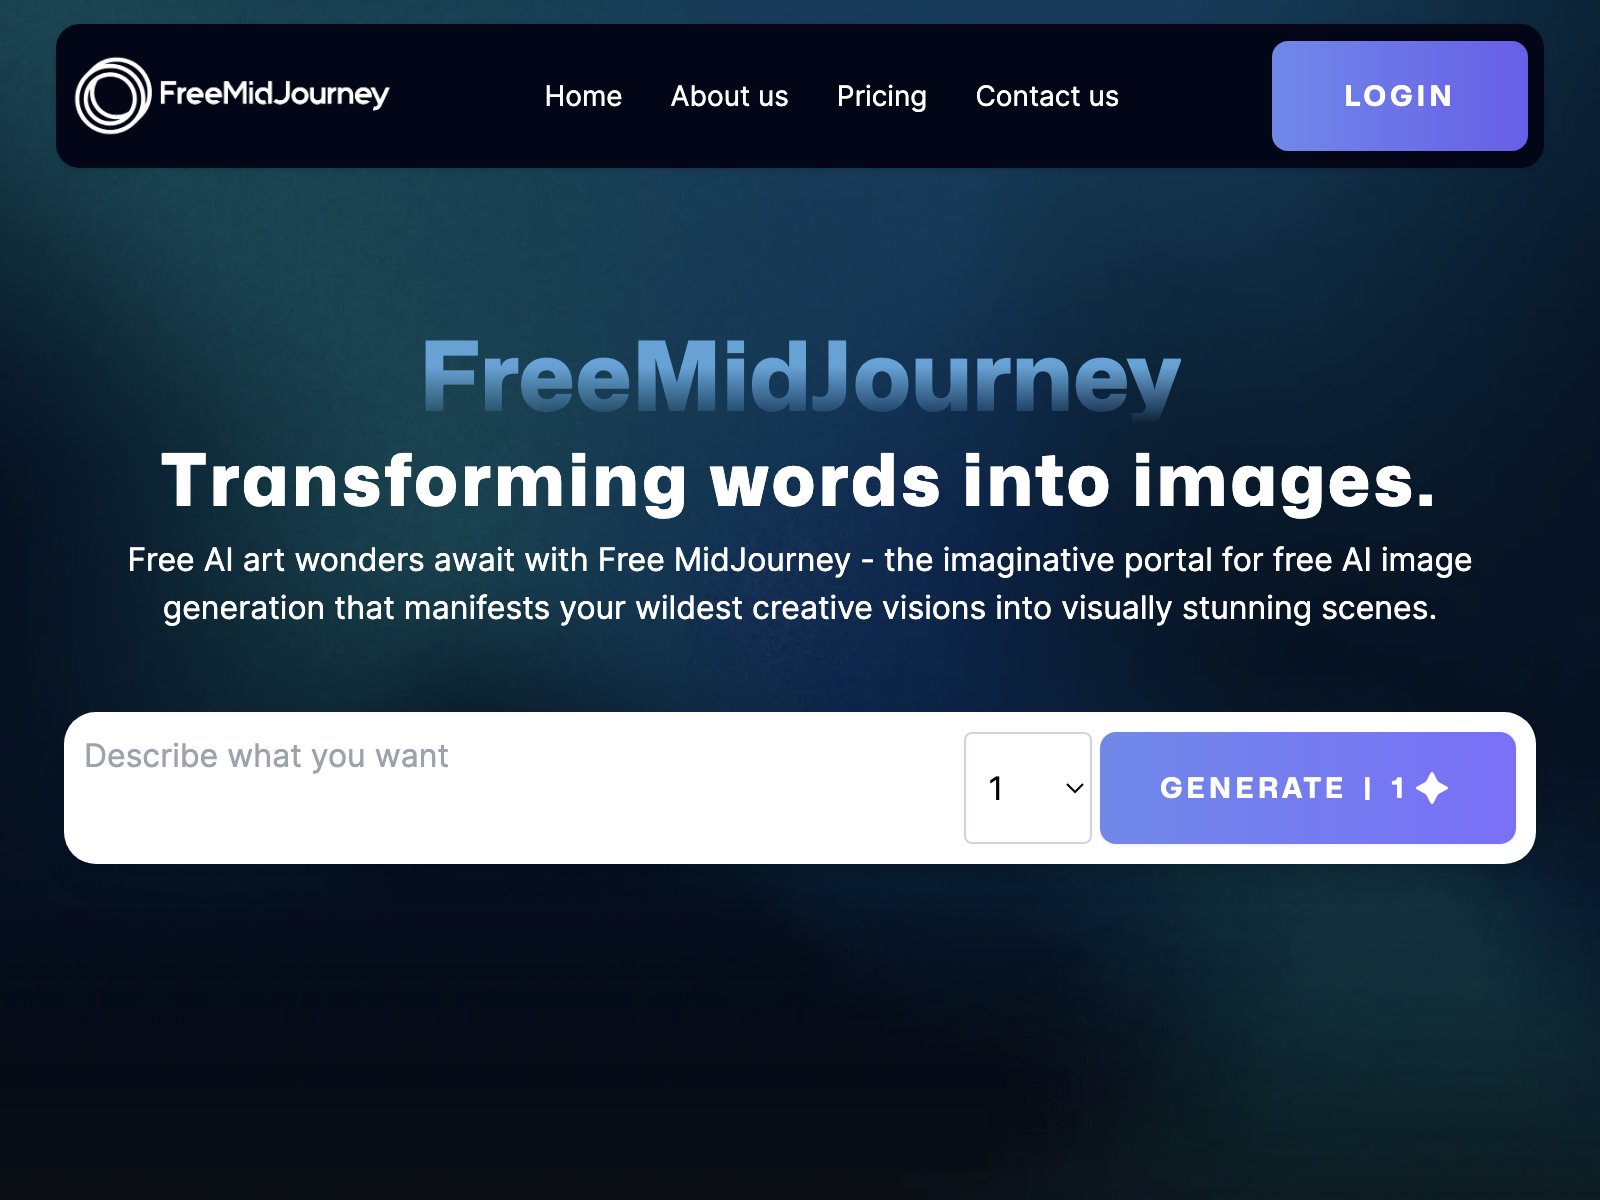 FreeMidJourney
Home
About us
Pricing
Contact us
LOGIN
FreeMidJourney
Transforming words into images.
Free AI art wonders await with Free MidJourney - the imaginative portal for free AI image
generation that manifests your wildest creative visions into visually stunning scenes.
Describe what you want
1
GENERATE | 1